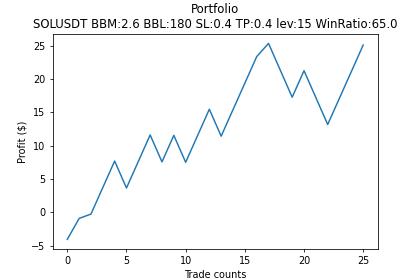 Portfolio
SOLUSDT BBM:2.6 BBL:180 SL:0.4 TP:0.4 lev:15 WinRatio:65.0
25
20
15
10
5
0
−5
Profit ($)
0 5 10 15 20 25
Trade counts